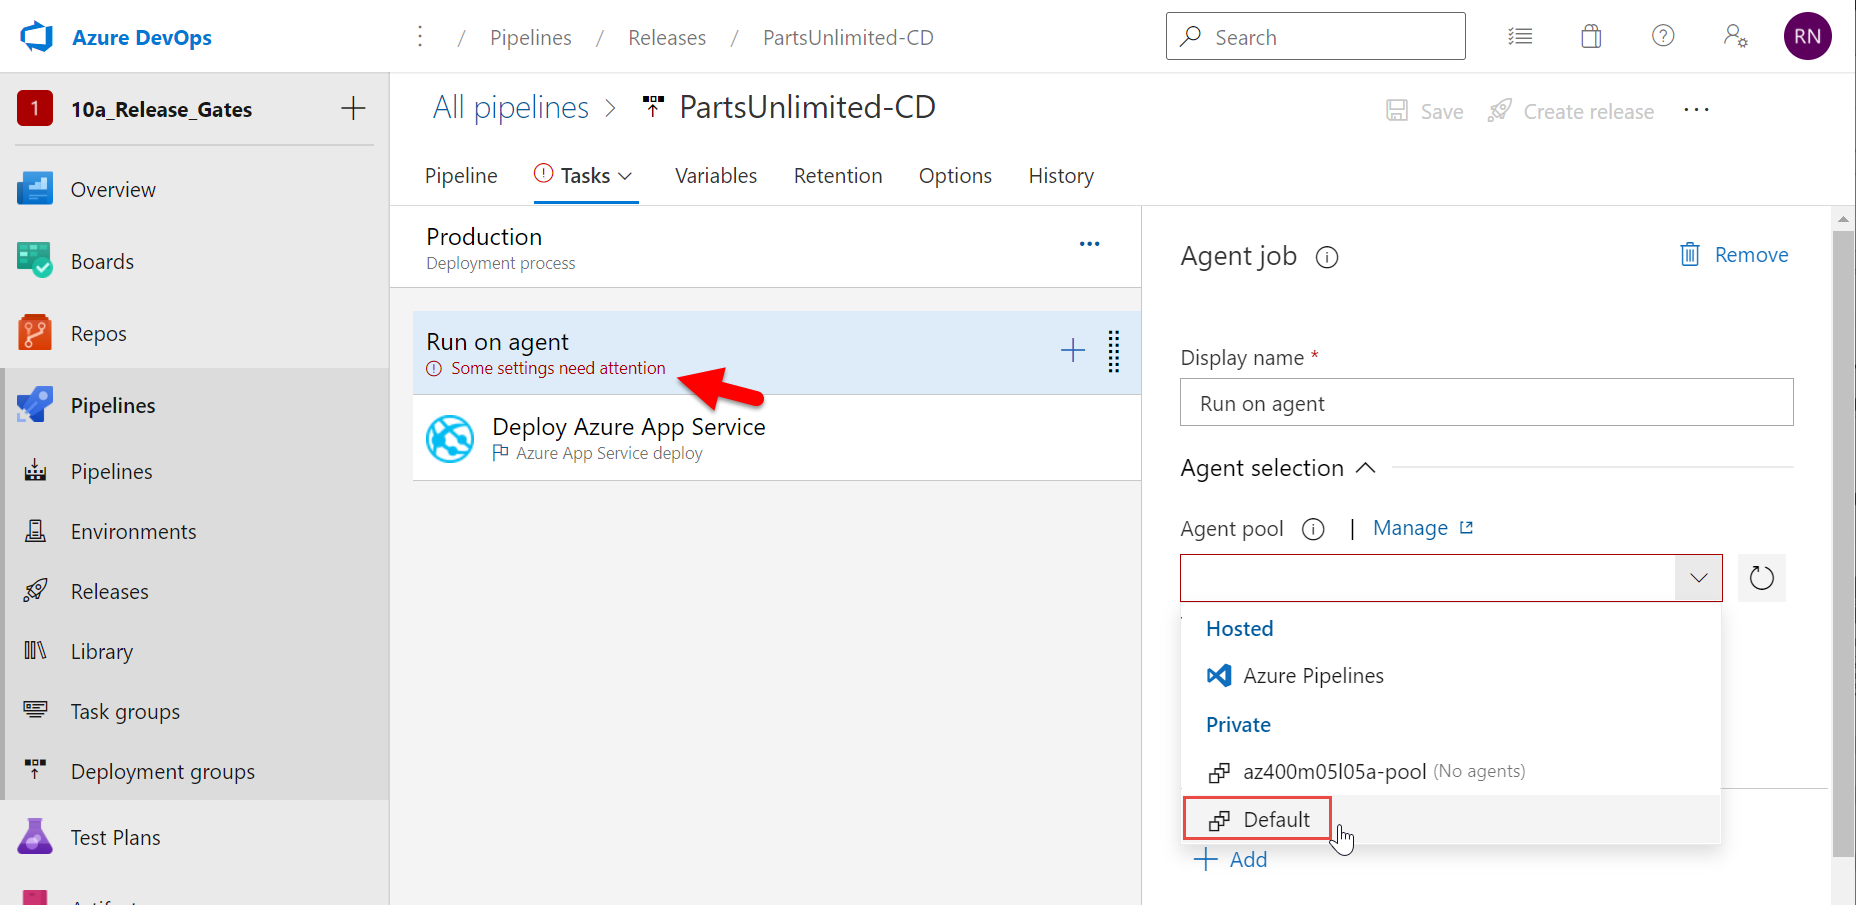 Azure DevOps
/ Pipelines / Releases / PartsUnlimited-CD
Search
RN
1 10a_Release_Gates
Overview
Boards
Repos
Pipelines
Pipelines
Environments
Releases
Library
Task groups
Deployment groups
Test Plans
All pipelines > PartsUnlimited-CD
Save
Create release
Pipeline
Tasks
Variables
Retention
Options
History
Production
Deployment process
Run on agent
Some settings need attention
Deploy Azure App Service
Azure App Service deploy
Agent job
Remove
Display name *
Run on agent
Agent selection
Agent pool | Manage
Hosted
Azure Pipelines
Private
az400m05l05a-pool (No agents)
Default
Add